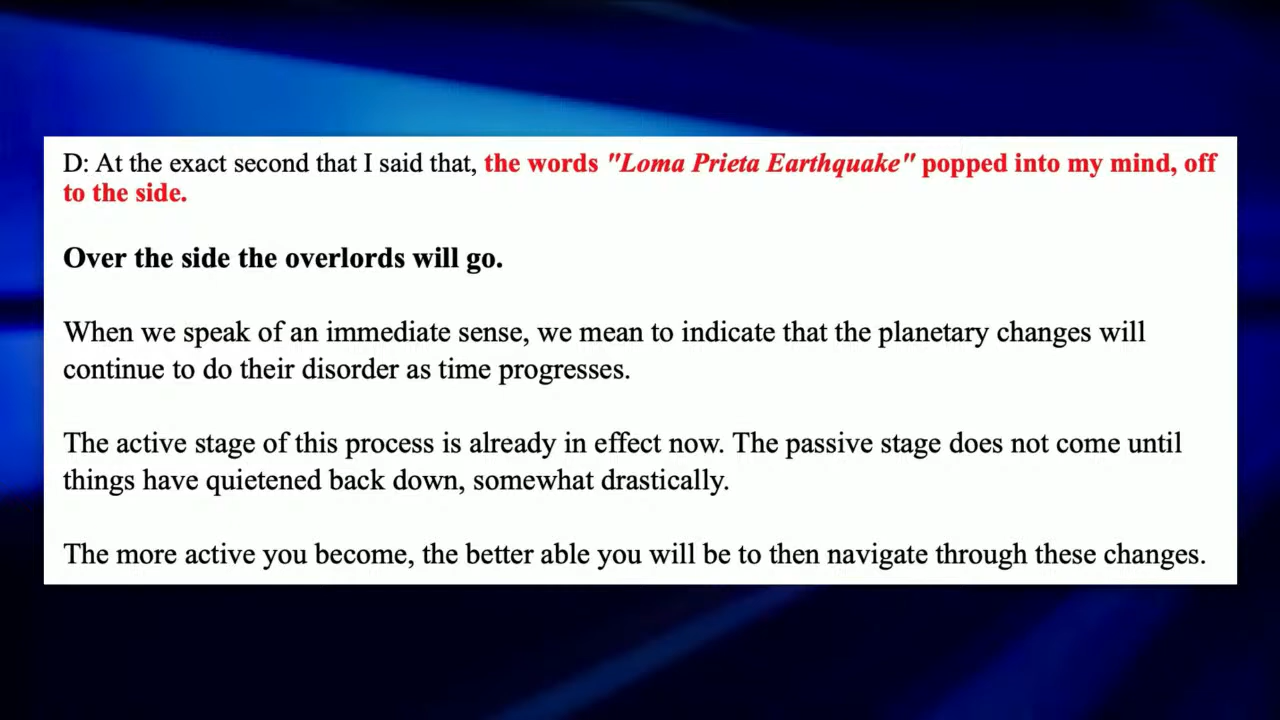 D: At the exact second that I said that, the words "Loma Prieta Earthquake" popped into my mind, off
to the side.
Over the side the overlords will go.
When we speak of an immediate sense, we mean to indicate that the planetary changes will
continue to do their disorder as time progresses.
The active stage of this process is already in effect now. The passive stage does not come until
things have quietened back down, somewhat drastically.
The more active you become, the better able you will be to then navigate through these changes.